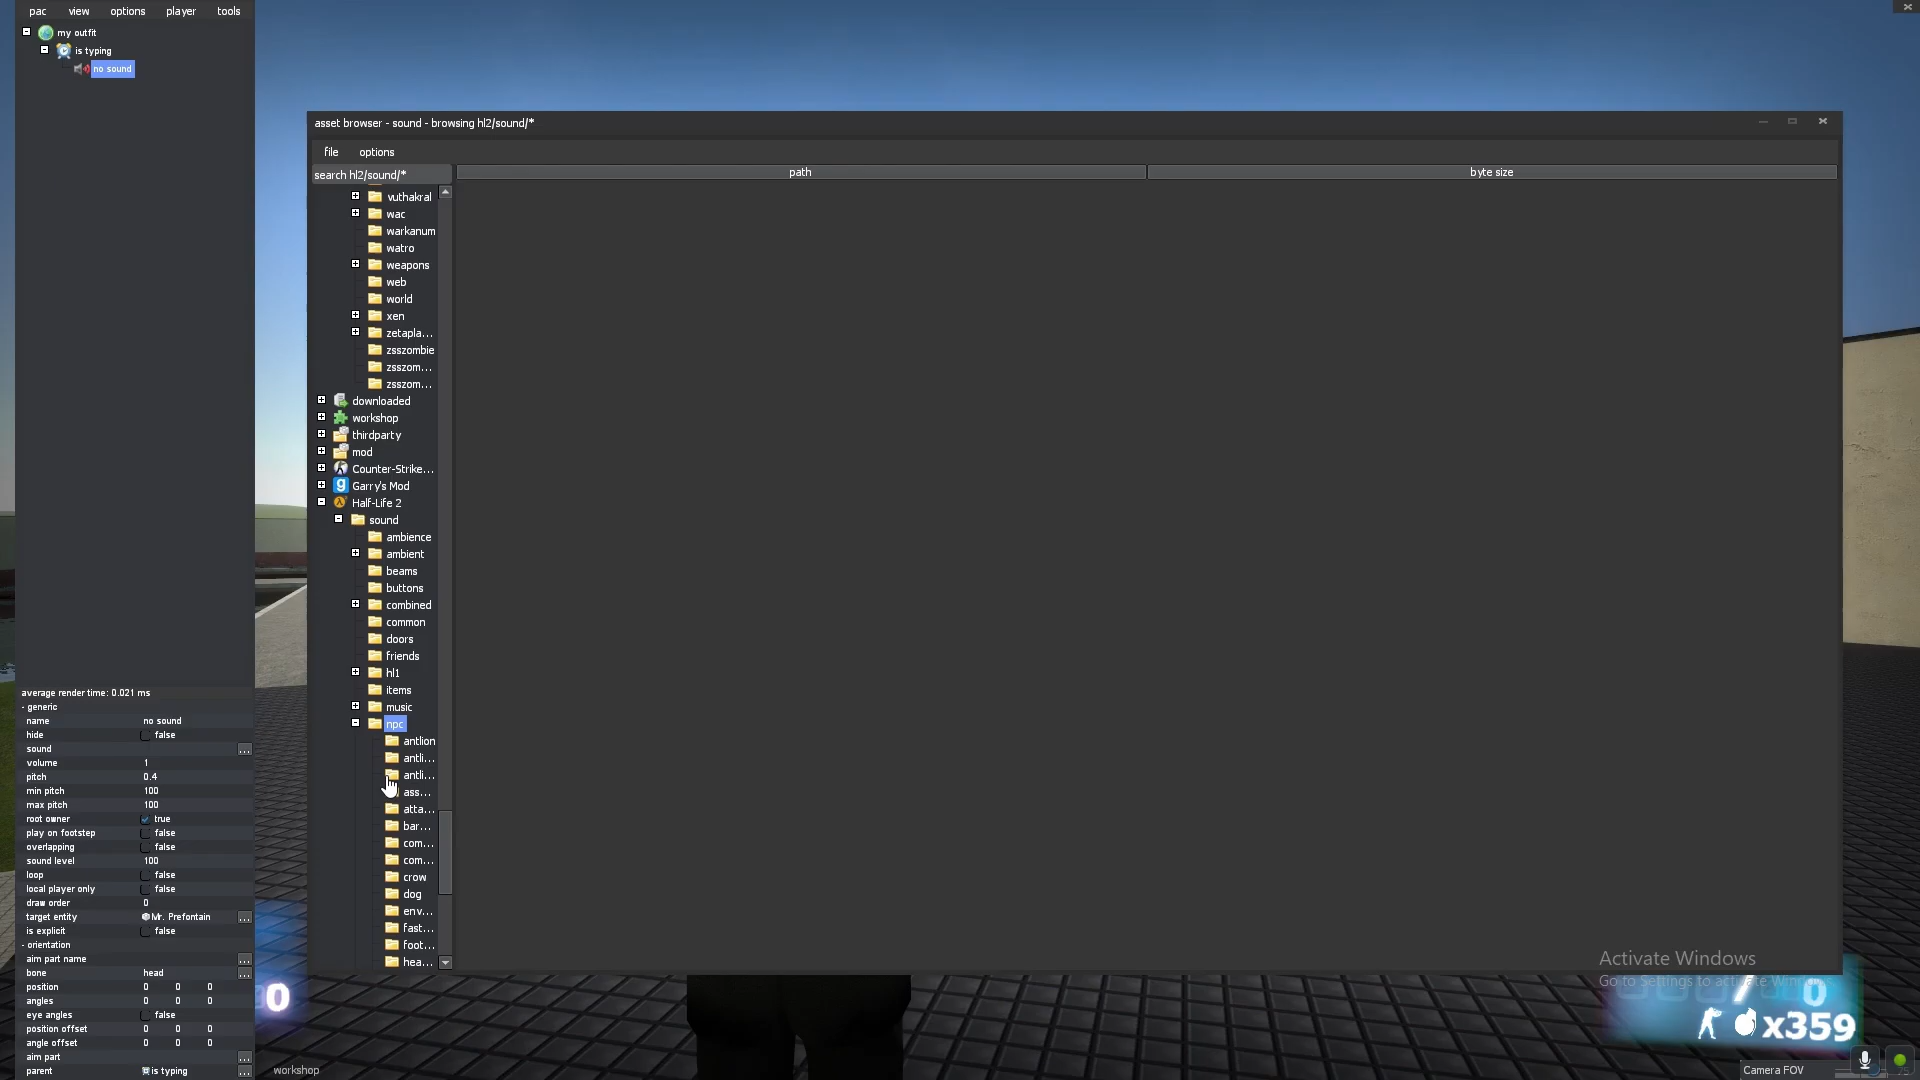 pac view options player tools
my outfit
is typing
no sound
asset browser - sound - browsing hl2/sound/*
file options
search hl2/sound/*
path byte size
vuthakral
wac
warkanum
watro
weapons
web
world
xen
zetapla...
zsszombie
zsszom...
zsszom...
downloaded
workshop
thirdparty
mod
Counter-Strike...
Garry's Mod
Half-Life 2
sound
ambience
ambient
beams
buttons
combined
common
doors
friends
hl1
items
music
npc
antlion
antli...
antli...
ass...
atta...
bar...
com...
com...
crow
dog
env...
fast...
foot...
hea...
average render time: 0.021 ms
- generic
name no sound
hide false
sound ...
volume 1
pitch 0.4
min pitch 100
max pitch 100
root owner true
play on footstep false
overlapping false
sound level 100
loop false
local player only false
draw order 0
target entity Mr. Prefontain ...
is explicit false
- orientation
aim part name ...
bone head ...
position 0 0 0
angles 0 0 0
eye angles false
position offset 0 0 0
angle offset 0 0 0
aim part ...
parent is typing ...
0
workshop
Activate Windows
Go to Settings to activate Windows.
/ 0
x359
Camera FOV